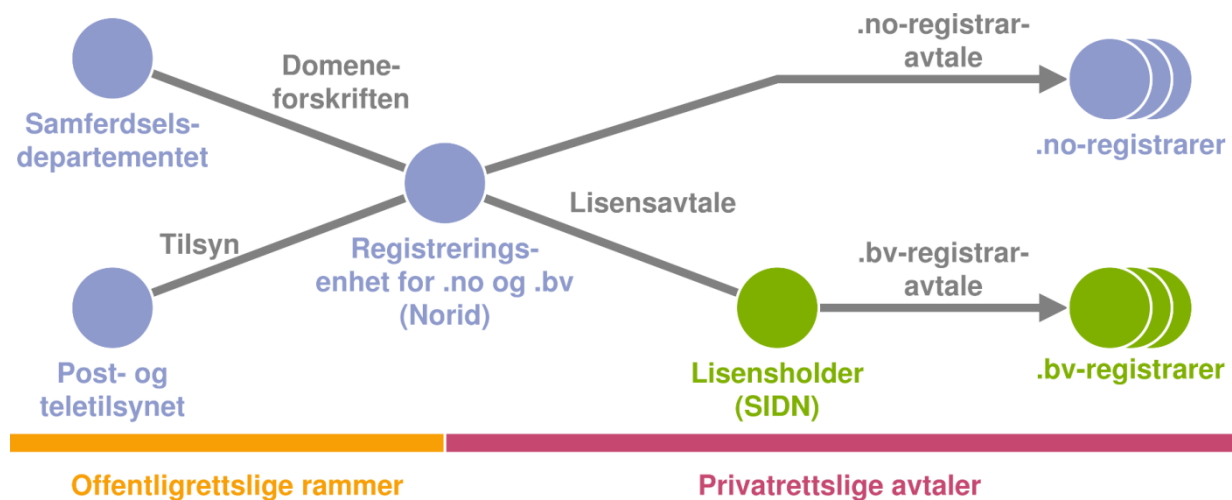 Samferdsels-
departementet
Domene-
forskriften
.no-registrar-
avtale
.no-registrarer
Tilsyn
Registrerings-
enhet for .no og .bv
(Norid)
Lisensavtale
.bv-registrar-
avtale
Post- og
teletilsynet
Lisensholder
(SIDN)
.bv-registrarer
Offentligrettslige rammer
Privatrettslige avtaler